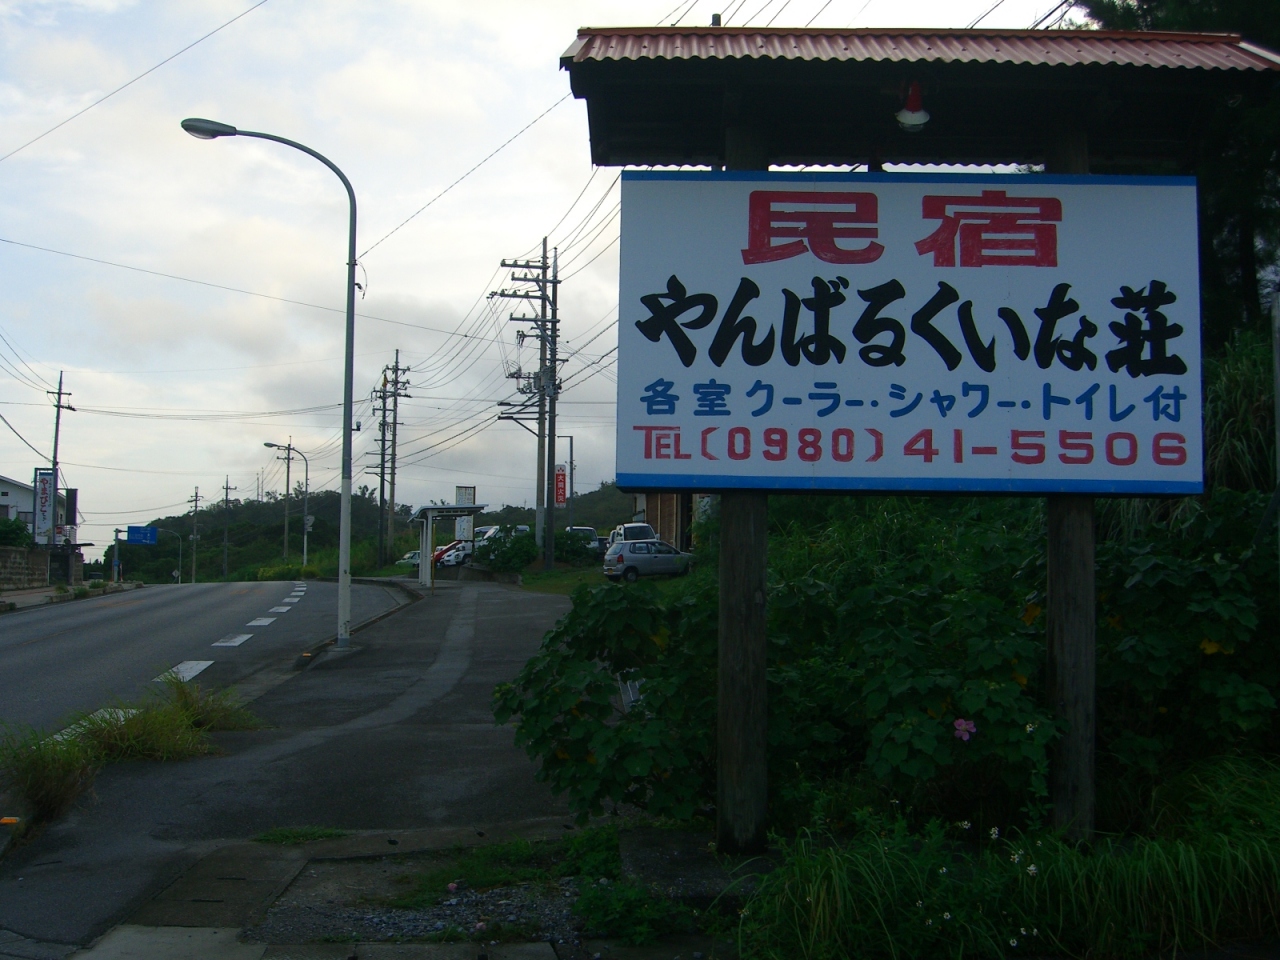 民宿
やんばるくいな荘
各室クーラー・シャワー・トイレ付
TEL(0980)41-5506